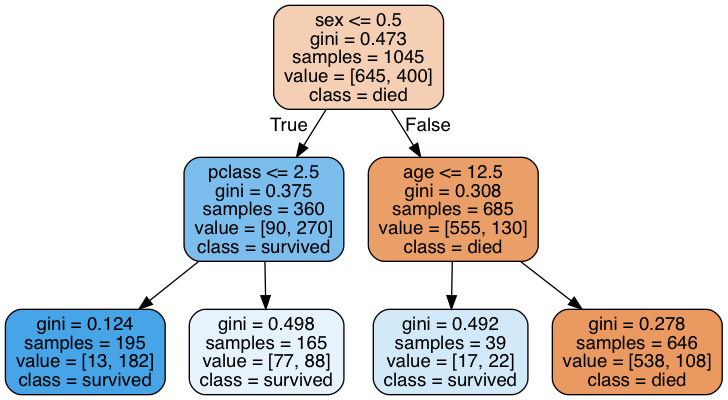 sex <= 0.5
gini = 0.473
samples = 1045
value = [645, 400]
class = died
True
False
pclass <= 2.5
gini = 0.375
samples = 360
value = [90, 270]
class = survived
age <= 12.5
gini = 0.308
samples = 685
value = [555, 130]
class = died
gini = 0.124
samples = 195
value = [13, 182]
class = survived
gini = 0.498
samples = 165
value = [77, 88]
class = survived
gini = 0.492
samples = 39
value = [17, 22]
class = survived
gini = 0.278
samples = 646
value = [538, 108]
class = died